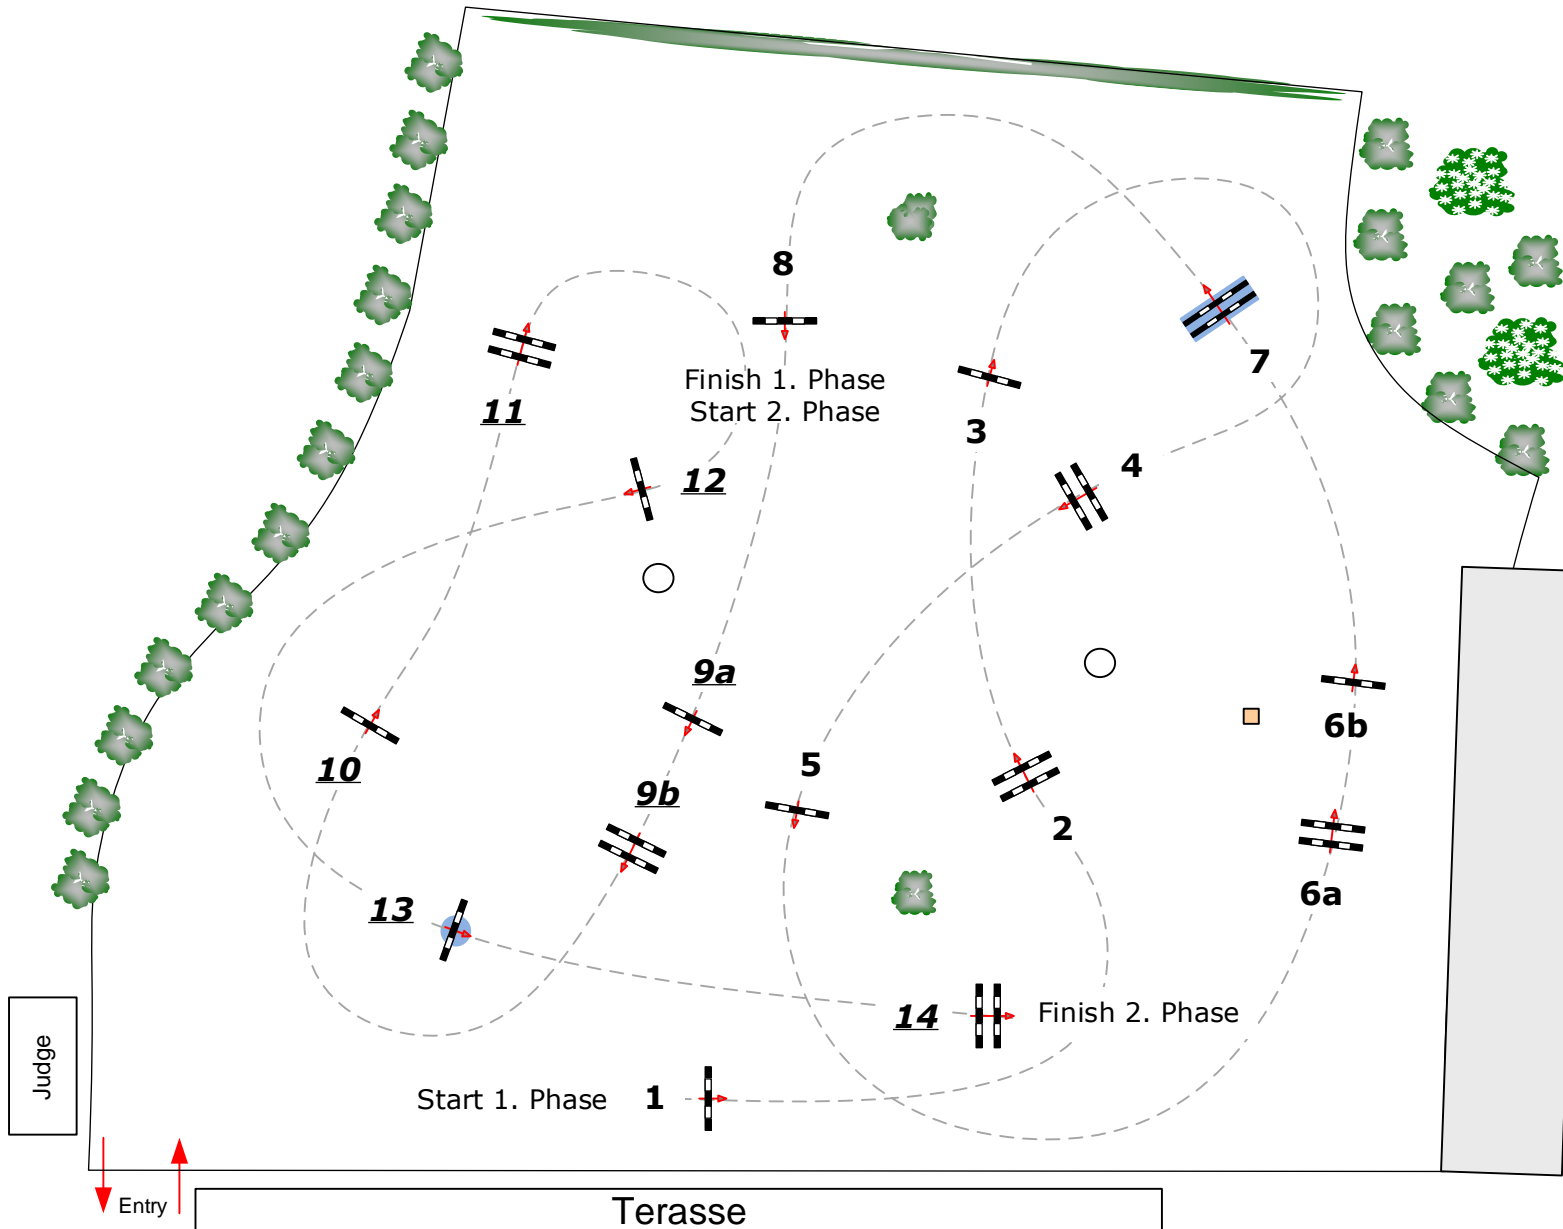 8
Finish 1. Phase
Start 2. Phase
7
11
3
4
12
9a
6b
5
10
9b
2
6a
13
14
Finish 2. Phase
Start 1. Phase
1
Judge
Entry
Terasse